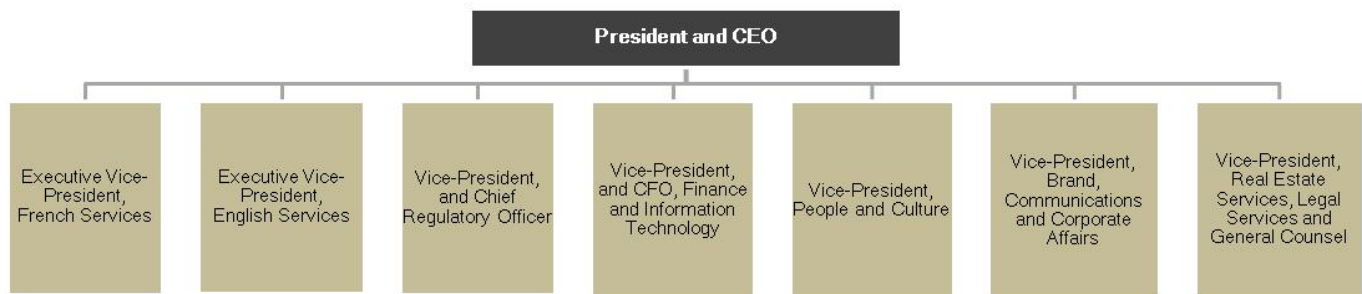 President and CEO
Executive Vice-
President,
French Services
Executive Vice-
President,
English Services
Vice-President,
and Chief
Regulatory Officer
Vice-President,
and CFO, Finance
and Information
Technology
Vice-President,
People and Culture
Vice-President,
Brand,
Communications
and Corporate
Affairs
Vice-President,
Real Estate
Services, Legal
Services and
General Counsel